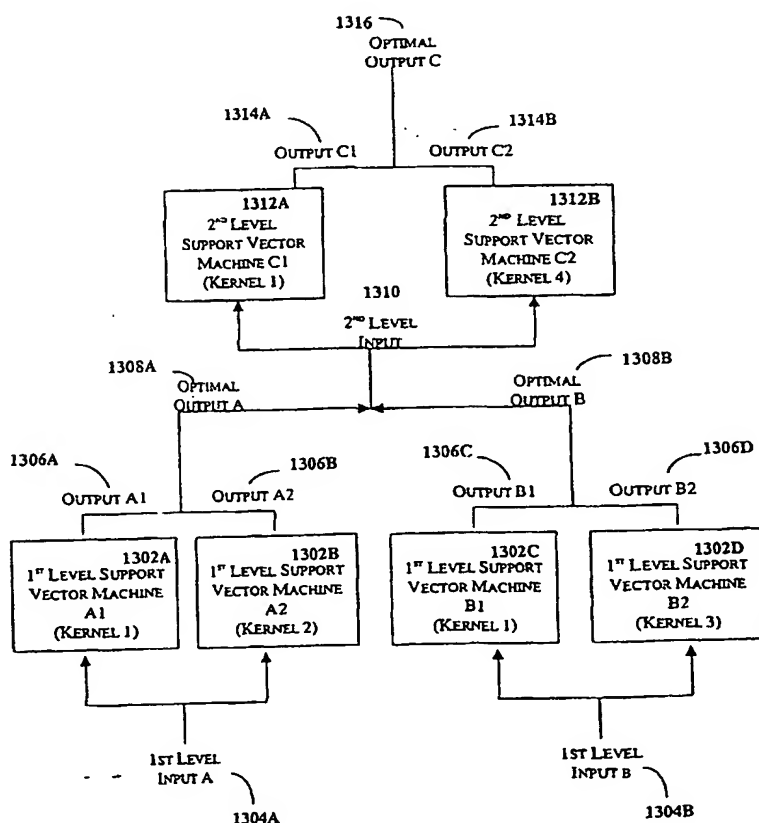 1316
OPTIMAL
OUTPUT C
1314A
1314B
OUTPUT C1
OUTPUT C2
1312A
2ND LEVEL
SUPPORT VECTOR
MACHINE C1
(KERNEL 1)
1312B
2ND LEVEL
SUPPORT VECTOR
MACHINE C2
(KERNEL 4)
1310
2ND LEVEL
INPUT
1308A
OPTIMAL
OUTPUT A
1308B
OPTIMAL
OUTPUT B
1306A
1306B
1306C
1306D
OUTPUT A1
OUTPUT A2
OUTPUT B1
OUTPUT B2
1302A
1ST LEVEL SUPPORT
VECTOR MACHINE
A1
(KERNEL 1)
1302B
1ST LEVEL SUPPORT
VECTOR MACHINE
A2
(KERNEL 2)
1302C
1ST LEVEL SUPPORT
VECTOR MACHINE
B1
(KERNEL 1)
1302D
1ST LEVEL SUPPORT
VECTOR MACHINE
B2
(KERNEL 3)
1ST LEVEL
INPUT A
1304A
1ST LEVEL
INPUT B
1304B